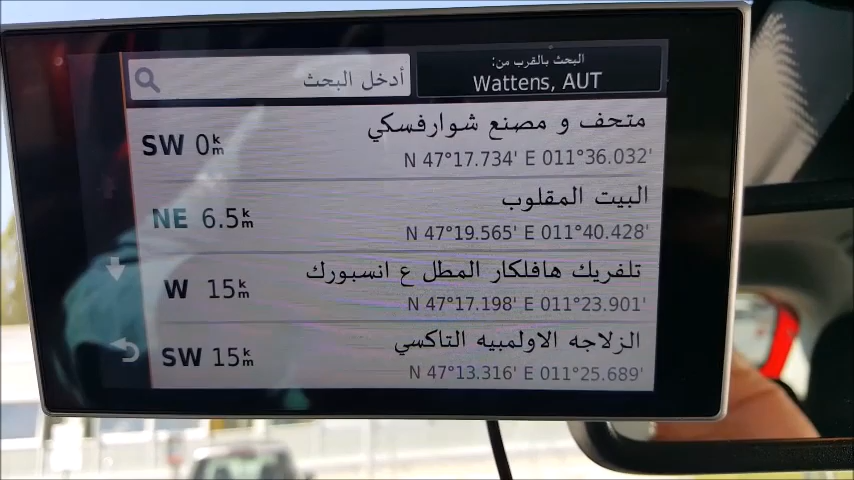 البحث بالقرب من:
Wattens, AUT
أدخل البحث
متحف و مصنع شوارفسكي
SW 0km N 47°17.734' E 011°36.032'
البيت المقلوب
NE 6.5km N 47°19.565' E 011°40.428'
تلفريك هافلكار المطل ع انسبورك
W 15km N 47°17.198' E 011°23.901'
الزلاجه الاولمبيه التاكسي
SW 15km N 47°13.316' E 011°25.689'